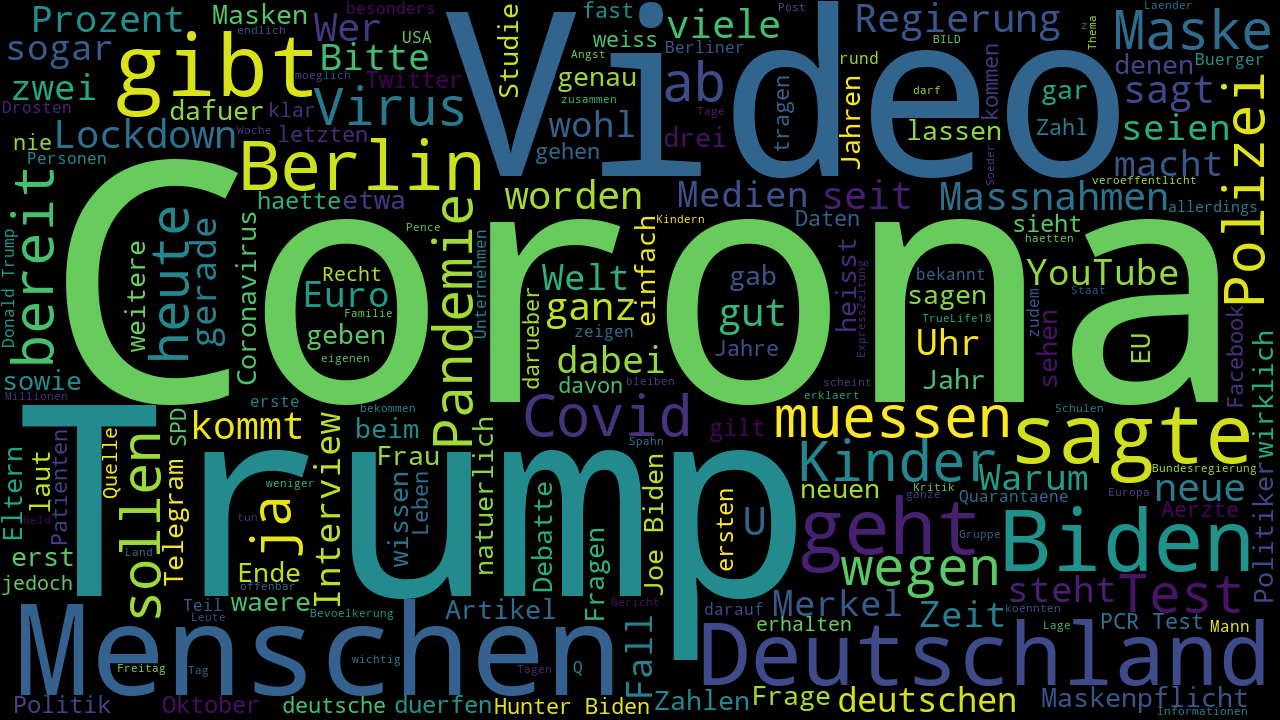 Prozent
Masken
besonders
wer
USA
fast
viele
Studie
Post
Regierung
Laender
Maske
endlich
sogar
Bitte
weiss
Berliner
BILD
z
Thema
gibt
moeglich
Twitter
Angst
genau
ab
rund
denen
Buerger
zwei
Video
kommen
Drosten
dafuer
klar
Virus
zusammen
Tage
tragen
Jahren
darf
gar
sagt
nie
Lockdown
Woche
letzten
wohl
drei
lassen
Zahl
seien
Polizei
Personen
Berlin
gehen
Soeder
macht
bereit
haette
etwa
worden
Medien
seit
Massnahmen
veroeffentlicht
allerdings
Corona
heute
gerade
Coronavirus
Pandemie
Pence
Kindern
Daten
sieht
haetten
Donald Trump
weitere
Recht
Euro
Familie
geben
eigenen
Unternehmen
Welt
ganz
einfach
darueber
zeigen
gab
gut
Jahre
heisst
ExpressZeitung
bekannt
sagen
TrueLife18
Uhr
Jahr
zudem
YouTube
Staat
sehen
EU
Facebook
wirklich
sowie
Millionen
dabei
davon
bleiben
scheint
erklaert
Trump
kommt
erste
bekommen
beim
Covid
gilt
muessen
Schulen
sagte
Eltern
laut
Patienten
Quelle
sollen
SPD
Telegram
Interview
Frau
natuerlich
Spahn
Kinder
Warum
Bundesregierung
weniger
wissen
Leben
Debatte
Joe Biden
ersten
neuen
Kritik
ganze
Quarantaene
Europa
neue
Politiker
Geld
tun
ja
U
geht
Gruppe
Biden
Aerzte
erst
Land
Ende
Fragen
wegen
jedoch
offenbar
steht
Test
Menschen
Teil
Leute
waere
Bevoelkerung
Artikel
Gericht
Fall
darauf
Merkel
Zeit
koennten
erhalten
Lage
PCR Test
Mann
Deutschland
Freitag
Tag
wichtig
Tagen
Q
Politik
Oktober
deutsche
duerfen
Hunter Biden
Zahlen
Frage
deutschen
Maskenpflicht
Informationen